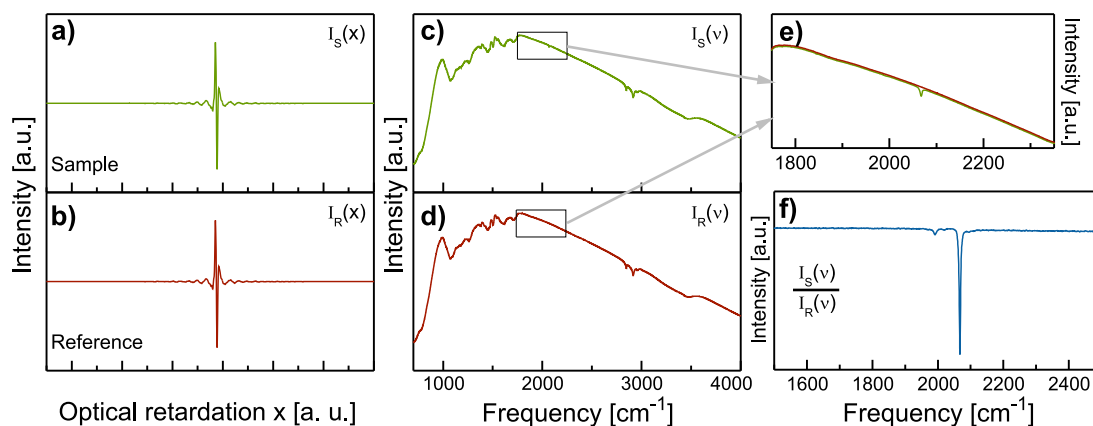 a)
I_S(x)
Sample
b)
I_R(x)
Reference
Intensity [a.u.]
Optical retardation x [a. u.]
c)
I_S(ν)
d)
I_R(ν)
Intensity [a.u.]
1000 2000 3000 4000
Frequency [cm⁻¹]
e)
Intensity [a.u.]
1800 2000 2200
f)
I_S(ν)
I_R(ν)
Intensity [a.u.]
1600 1800 2000 2200 2400
Frequency [cm⁻¹]